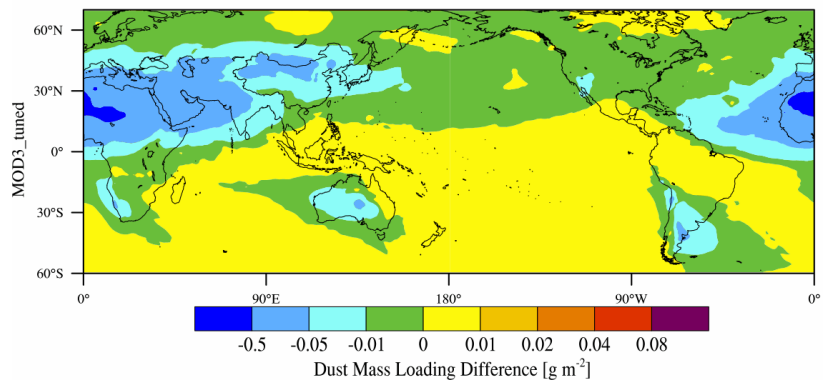 60°N
30°N
0°
30°S
60°S
MOD3_tuned
0° 90°E 180° 90°W 0°
-0.5 -0.05 -0.01 0 0.01 0.02 0.04 0.08
Dust Mass Loading Difference [g m⁻²]